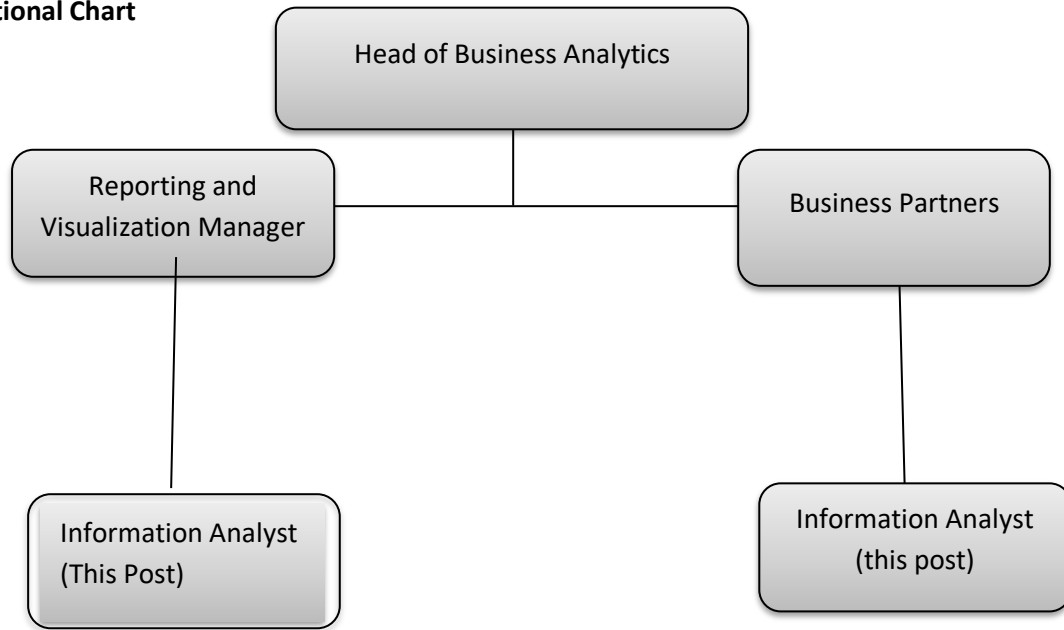 tional Chart
Head of Business Analytics
Reporting and
Visualization Manager
Business Partners
Information Analyst
(This Post)
Information Analyst
(this post)